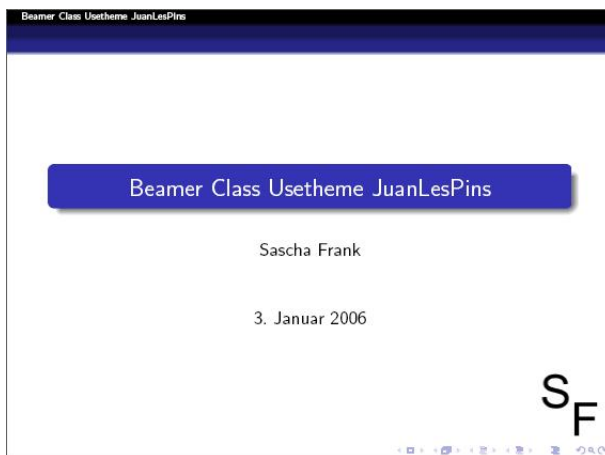 Beamer Class Usetheme JuanLesPins
Beamer Class Usetheme JuanLesPins
Sascha Frank
3. Januar 2006
S
F